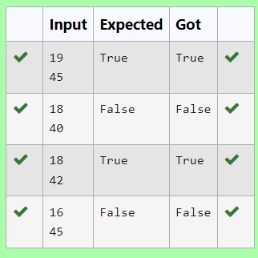 Input Expected Got
19 True True
45
18 False False
40
18 True True
42
16 False False
45